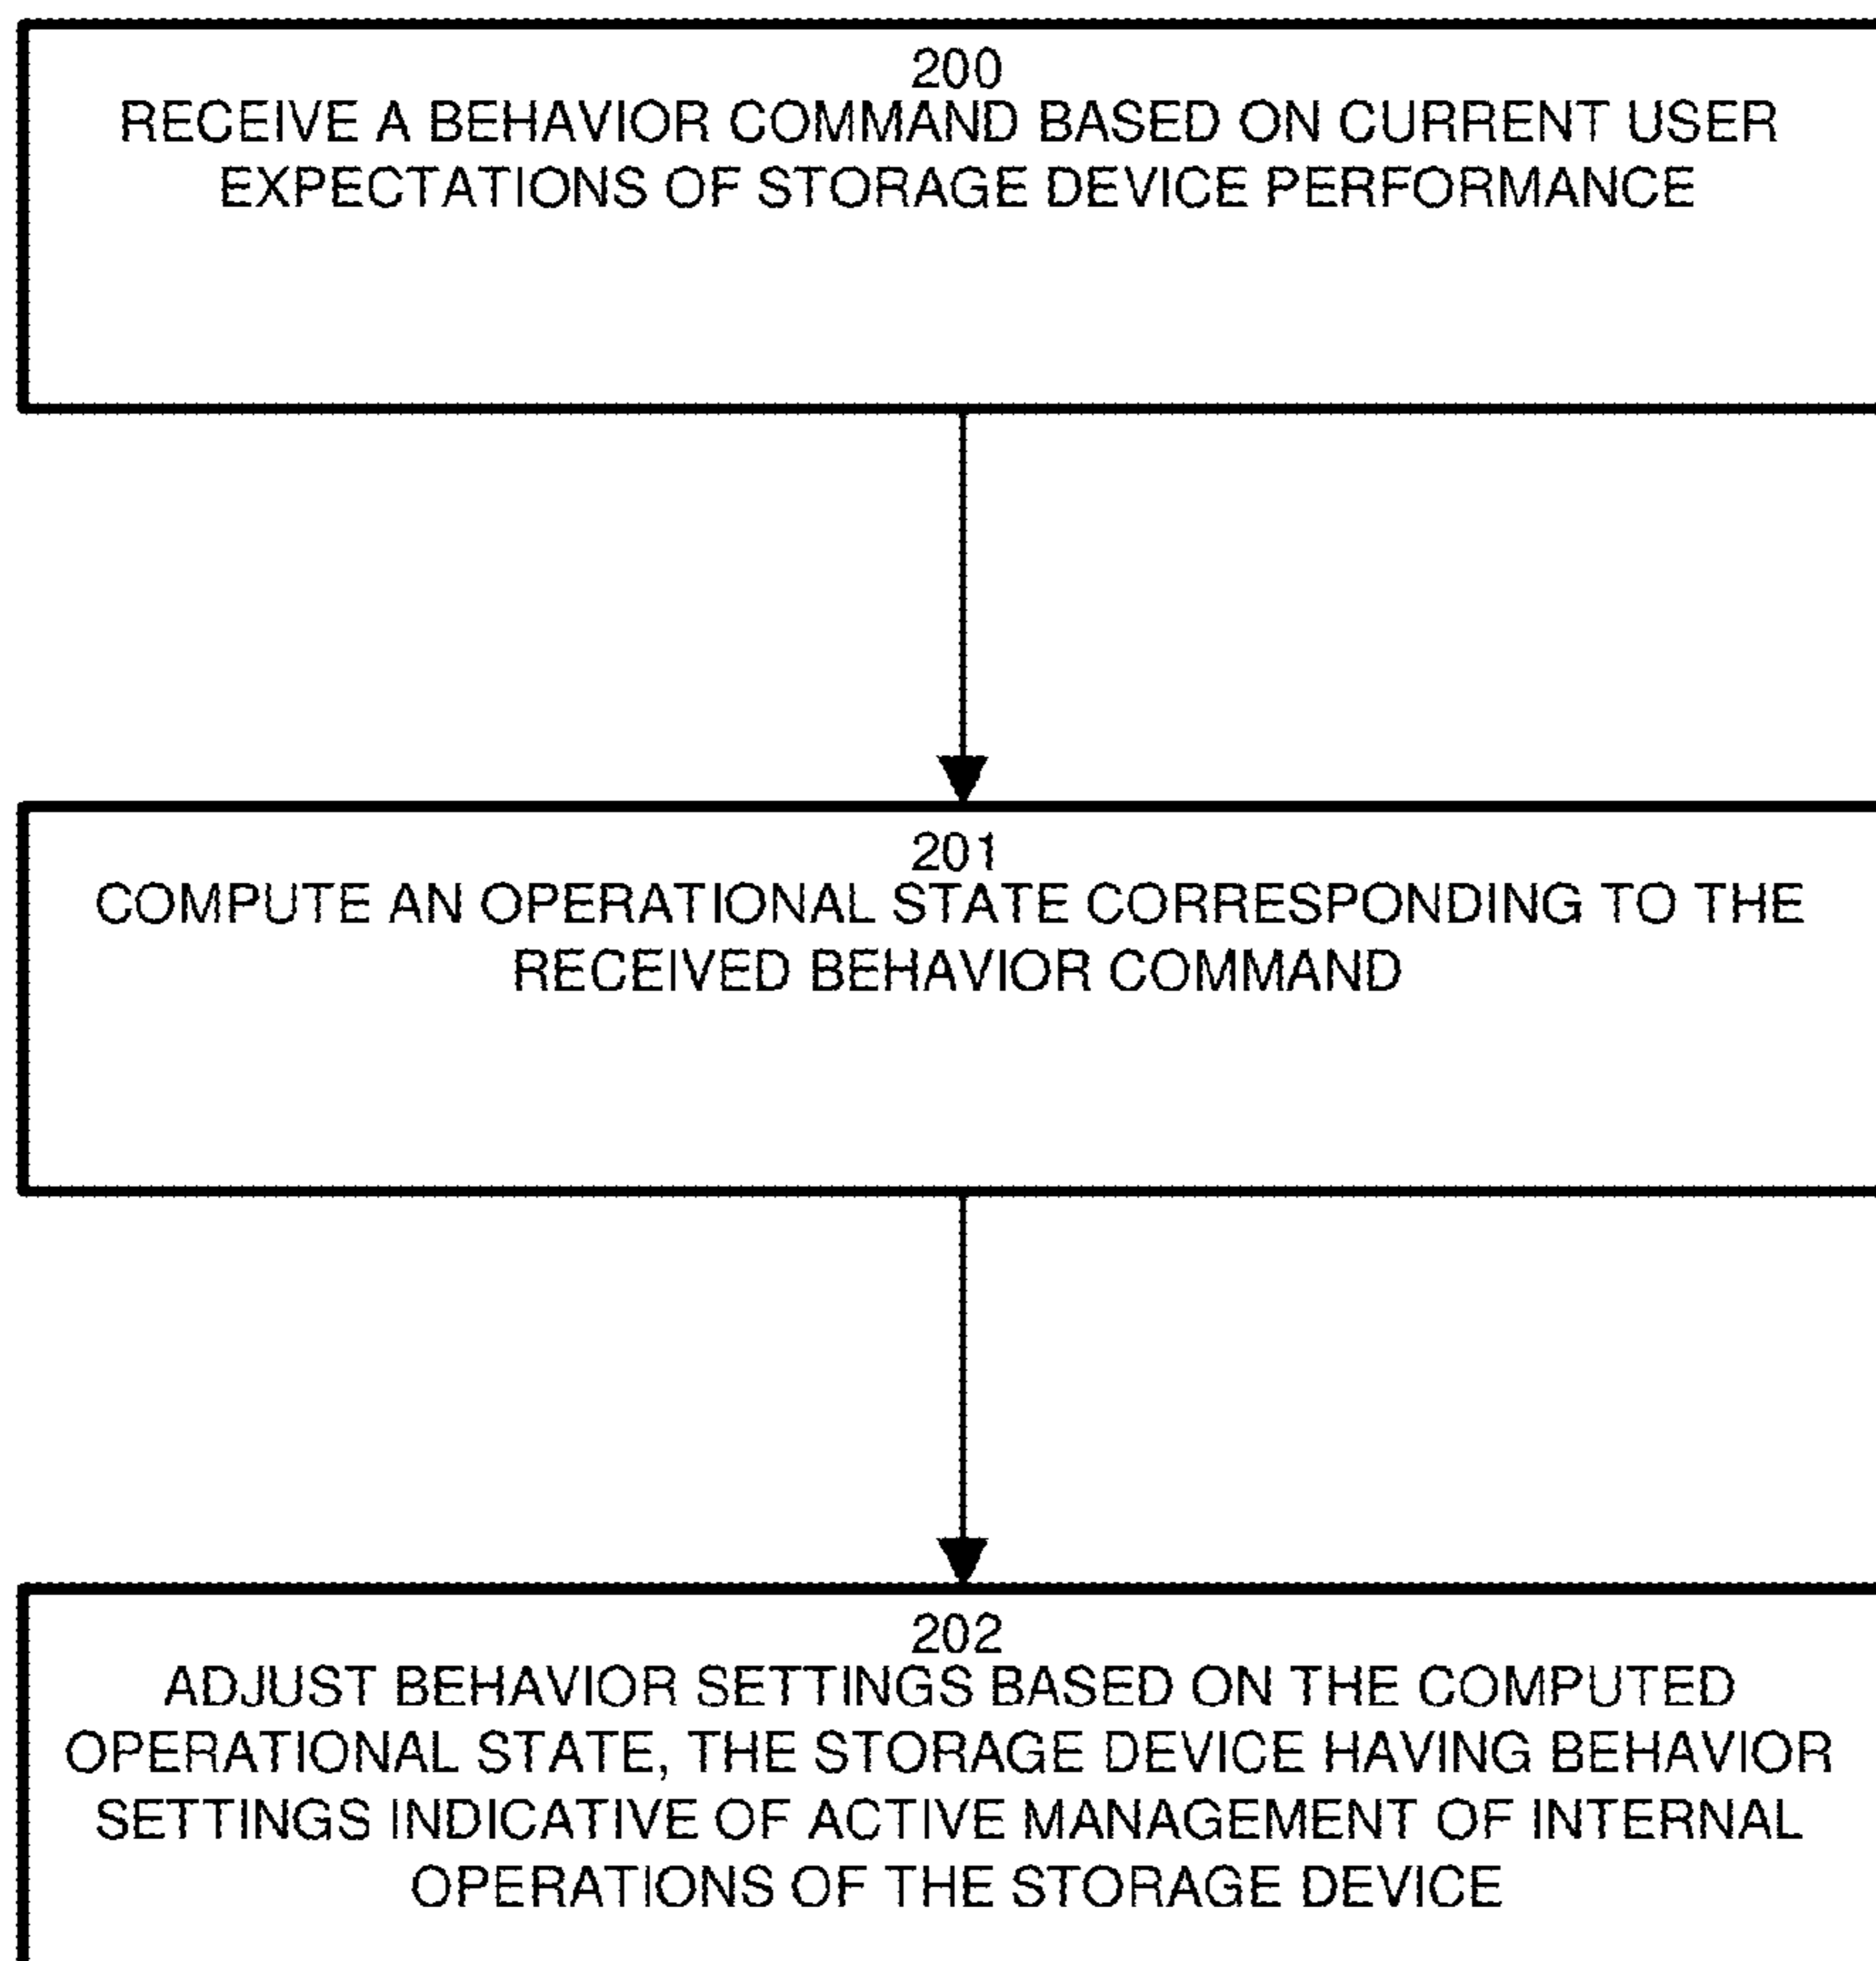 200
RECEIVE A BEHAVIOR COMMAND BASED ON CURRENT USER
EXPECTATIONS OF STORAGE DEVICE PERFORMANCE
201
COMPUTE AN OPERATIONAL STATE CORRESPONDING TO THE
RECEIVED BEHAVIOR COMMAND
202
ADJUST BEHAVIOR SETTINGS BASED ON THE COMPUTED
OPERATIONAL STATE, THE STORAGE DEVICE HAVING BEHAVIOR
SETTINGS INDICATIVE OF ACTIVE MANAGEMENT OF INTERNAL
OPERATIONS OF THE STORAGE DEVICE